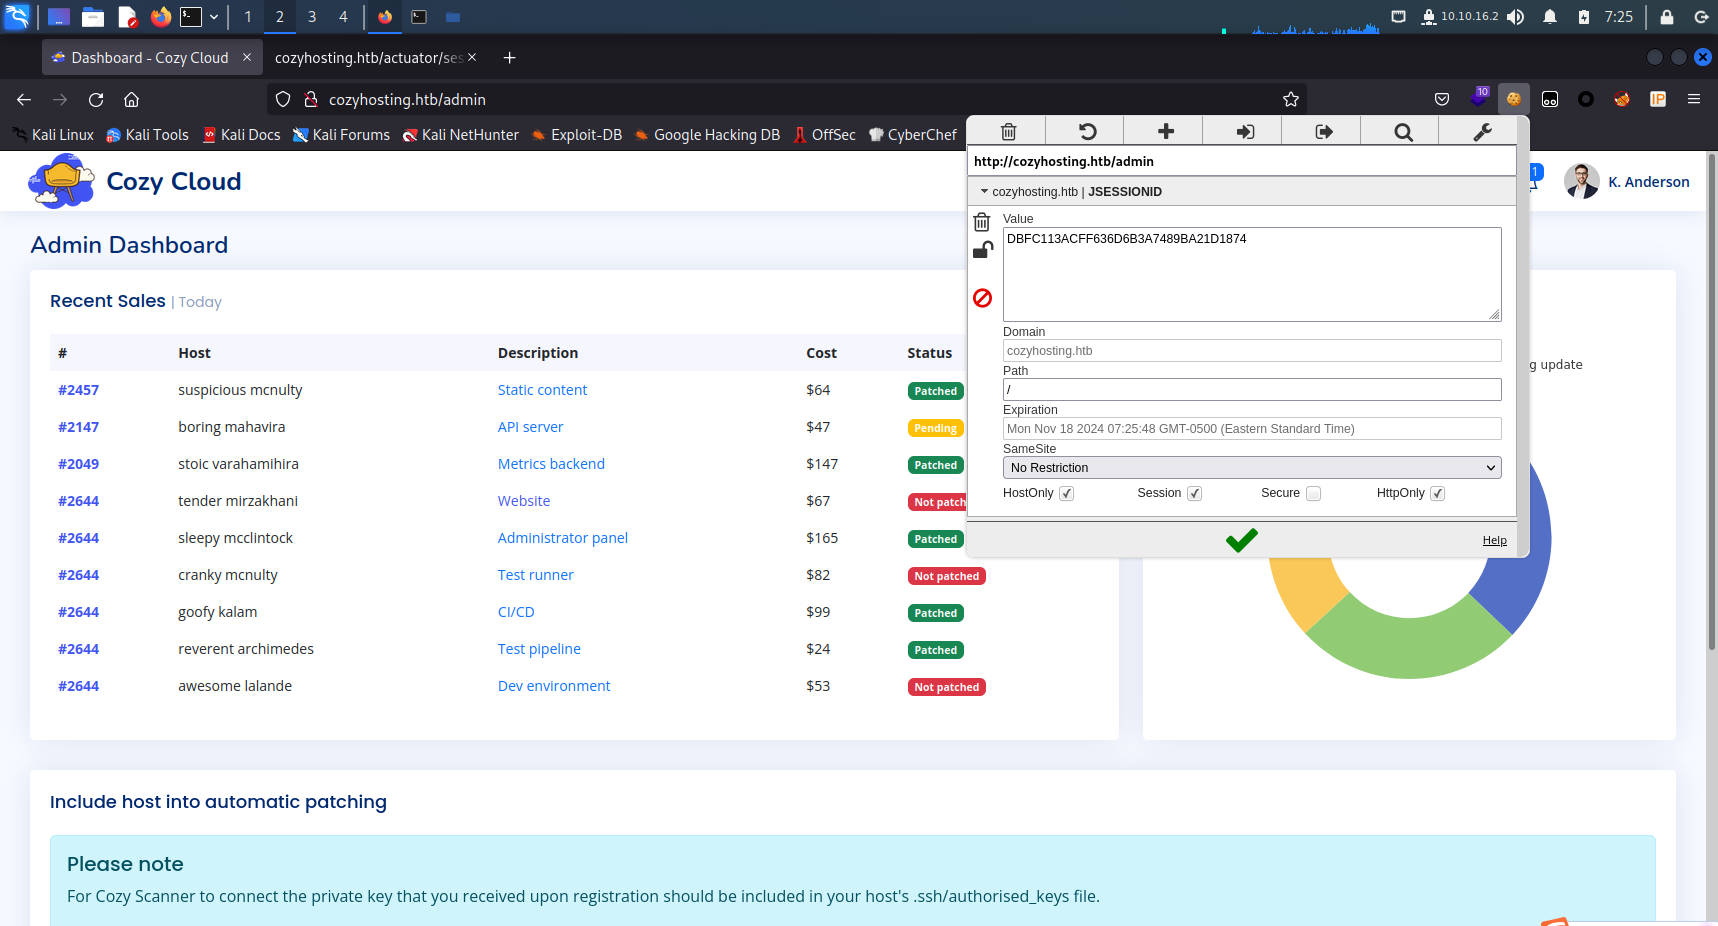 1 2 3 4 10.10.16.2 7:25
Dashboard - Cozy Cloud cozyhosting.htb/actuator/ses
cozyhosting.htb/admin 10 IP
Kali Linux Kali Tools Kali Docs Kali Forums Kali NetHunter Exploit-DB Google Hacking DB OffSec CyberChef
http://cozyhosting.htb/admin
Cozy Cloud 1 K. Anderson
cozyhosting.htb | JSESSIONID
Value
DBFC113ACFF636D6B3A7489BA21D1874
Domain
cozyhosting.htb
Path
/
Expiration
Mon Nov 18 2024 07:25:48 GMT-0500 (Eastern Standard Time)
SameSite
No Restriction
HostOnly Session Secure HttpOnly
Help
Admin Dashboard
Recent Sales | Today
# Host Description Cost Status
g update
#2457 suspicious mcnulty Static content $64 Patched
#2147 boring mahavira API server $47 Pending
#2049 stoic varahamihira Metrics backend $147 Patched
#2644 tender mirzakhani Website $67 Not patch
#2644 sleepy mcclintock Administrator panel $165 Patched
#2644 cranky mcnulty Test runner $82 Not patched
#2644 goofy kalam CI/CD $99 Patched
#2644 reverent archimedes Test pipeline $24 Patched
#2644 awesome lalande Dev environment $53 Not patched
Include host into automatic patching
Please note
For Cozy Scanner to connect the private key that you received upon registration should be included in your host's .ssh/authorised_keys file.